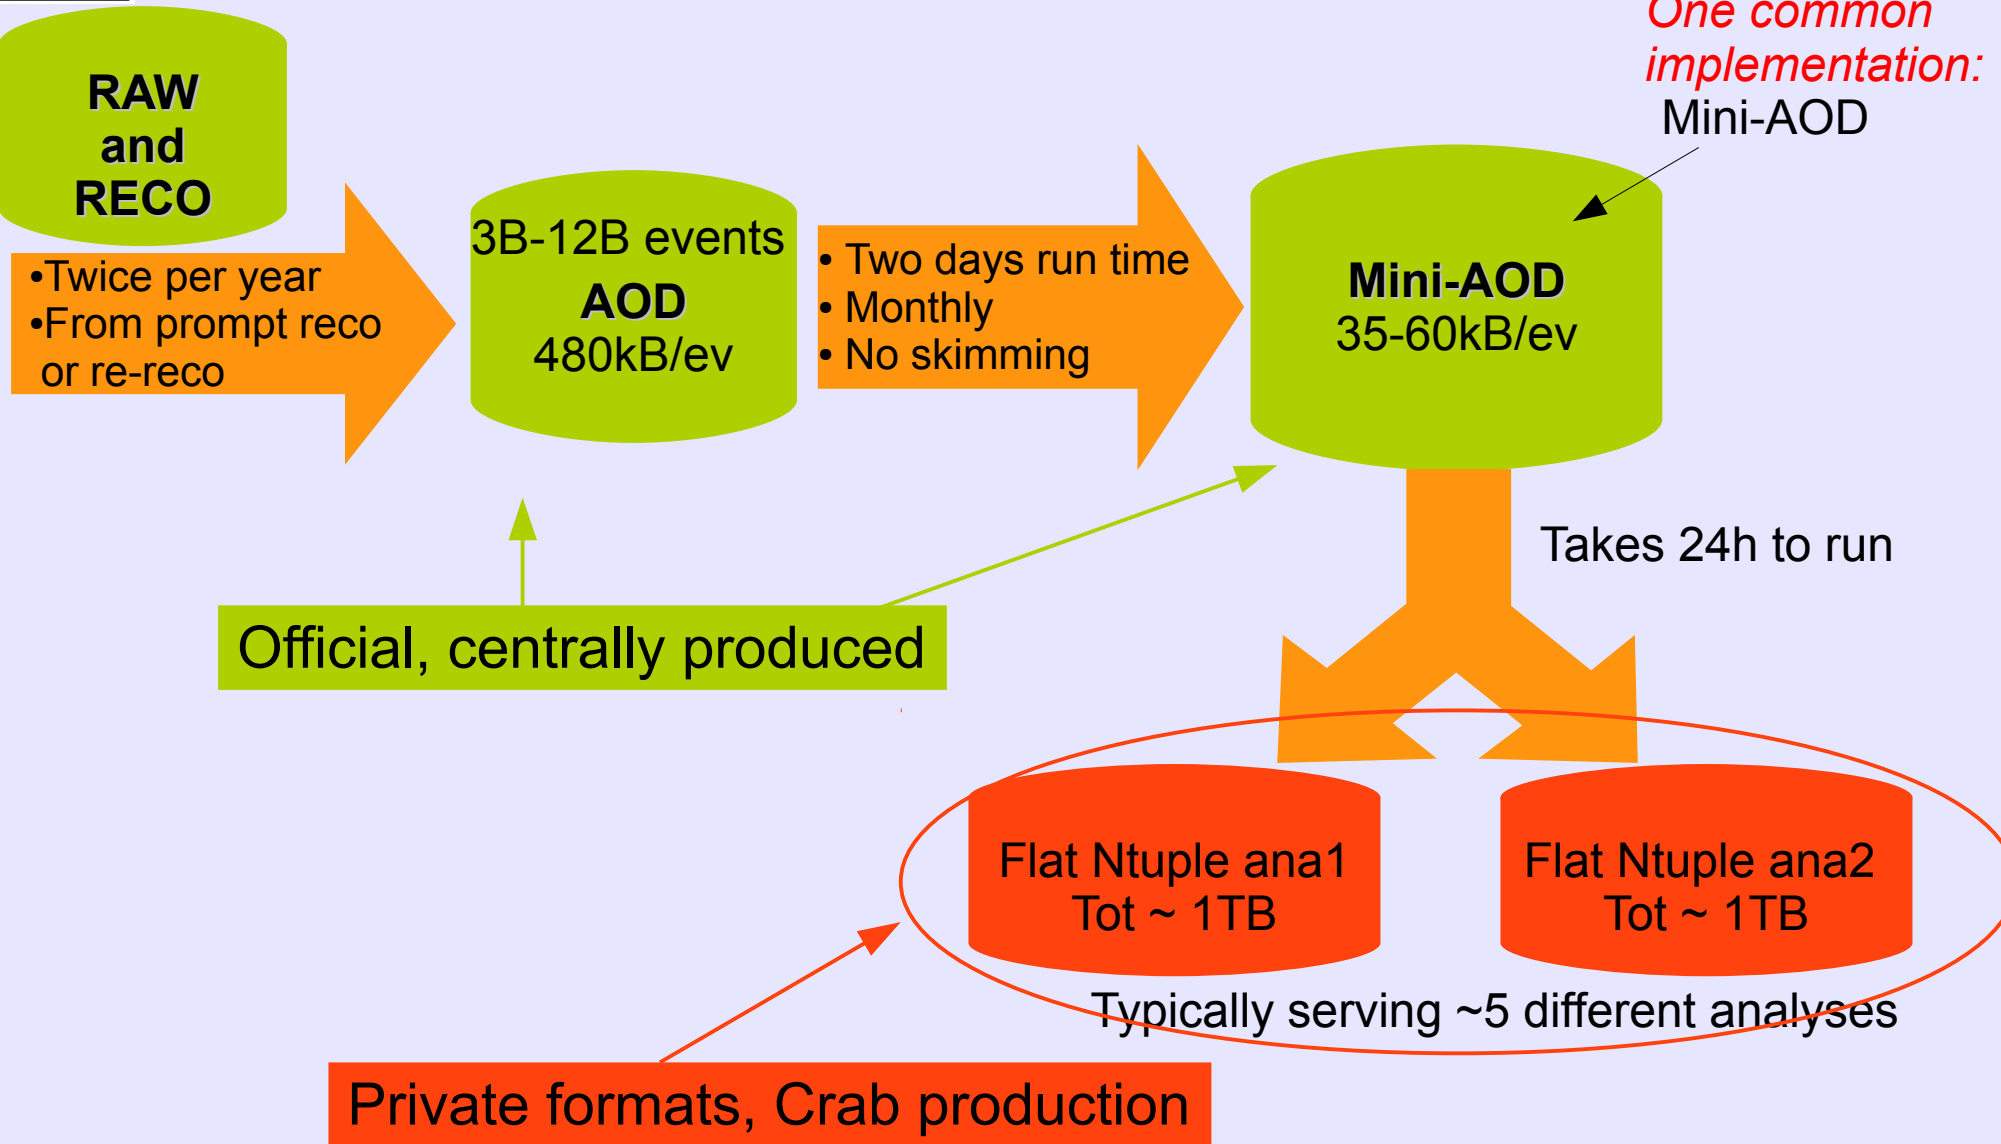 One common
implementation:
Mini-AOD
RAW
and
RECO
•Twice per year
•From prompt reco
or re-reco
3B-12B events
AOD
480kB/ev
• Two days run time
• Monthly
• No skimming
Mini-AOD
35-60kB/ev
Takes 24h to run
Official, centrally produced
Flat Ntuple ana1
Tot ~ 1TB
Flat Ntuple ana2
Tot ~ 1TB
Typically serving ~5 different analyses
Private formats, Crab production